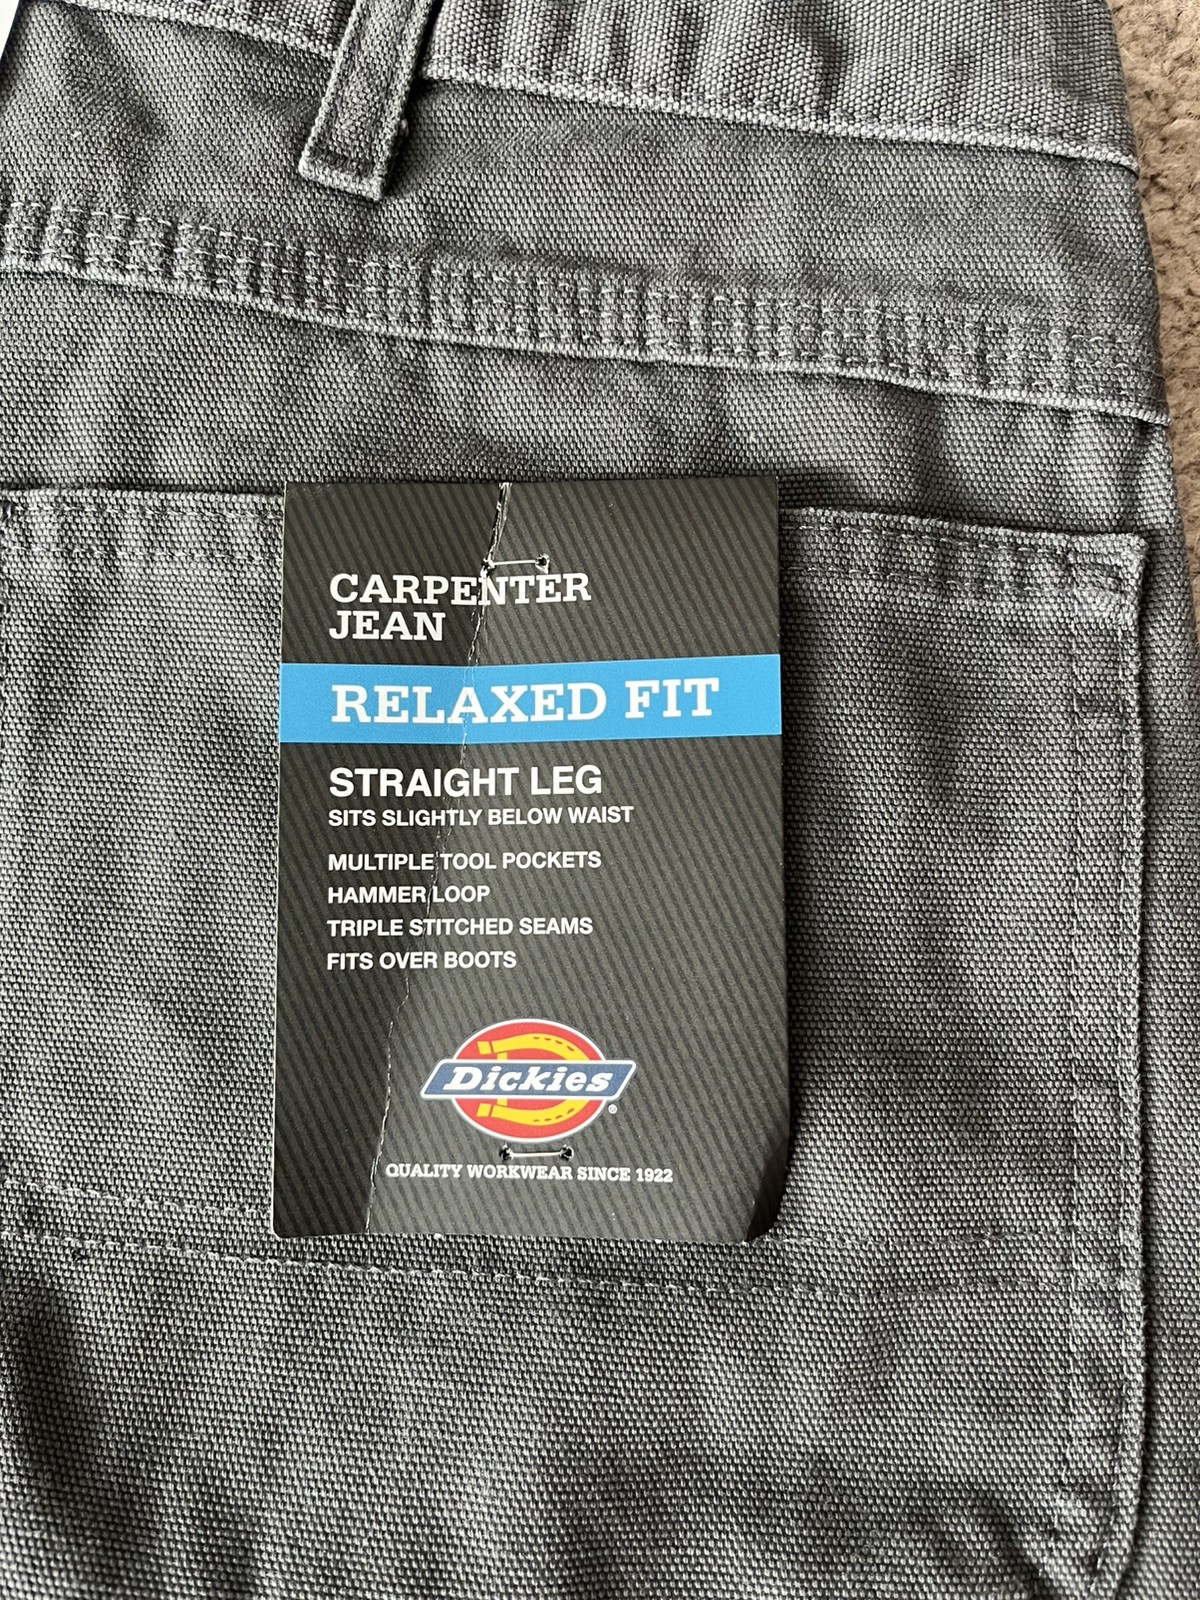 CARPENTER
JEAN
RELAXED FIT
STRAIGHT LEG
SITS SLIGHTLY BELOW WAIST
MULTIPLE TOOL POCKETS
HAMMER LOOP
TRIPLE STITCHED SEAMS
FITS OVER BOOTS
Dickies®
QUALITY WORKWEAR SINCE 1922